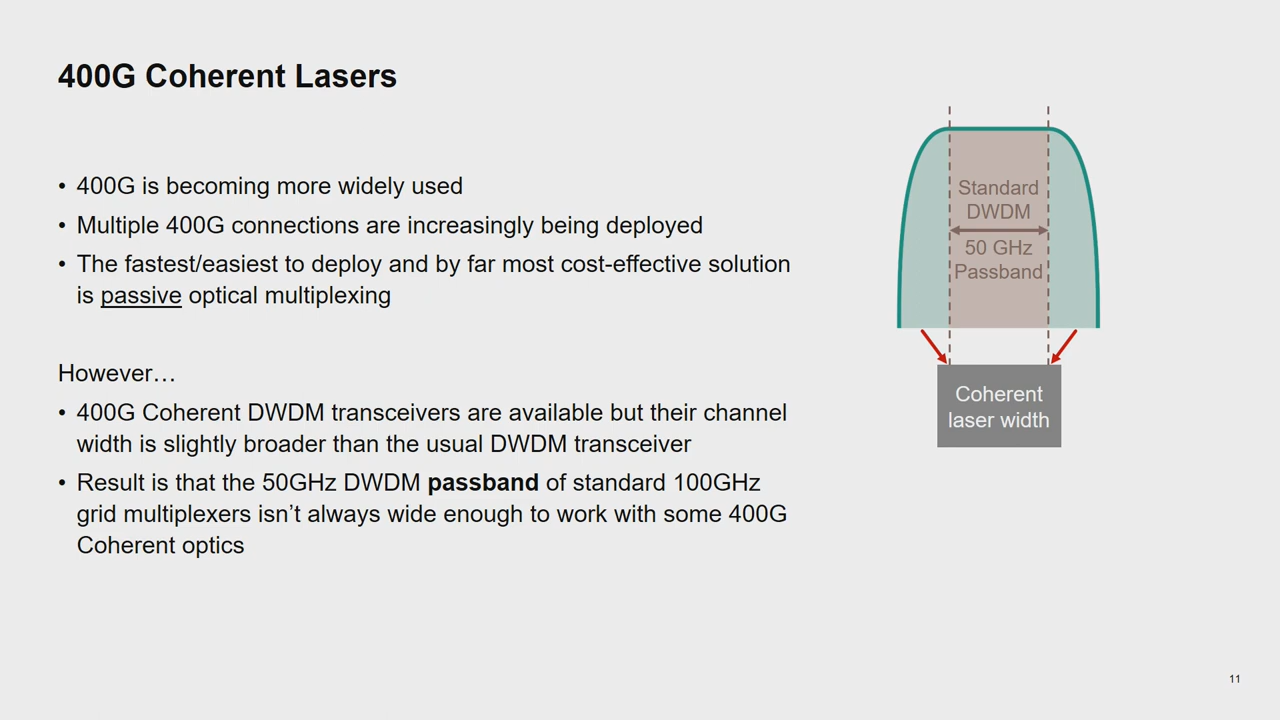 400G Coherent Lasers
• 400G is becoming more widely used
• Multiple 400G connections are increasingly being deployed
• The fastest/easiest to deploy and by far most cost-effective solution
is passive optical multiplexing
However…
• 400G Coherent DWDM transceivers are available but their channel
width is slightly broader than the usual DWDM transceiver
• Result is that the 50GHz DWDM passband of standard 100GHz
grid multiplexers isn’t always wide enough to work with some 400G
Coherent optics
Standard
DWDM
50 GHz
Passband
Coherent
laser width
11